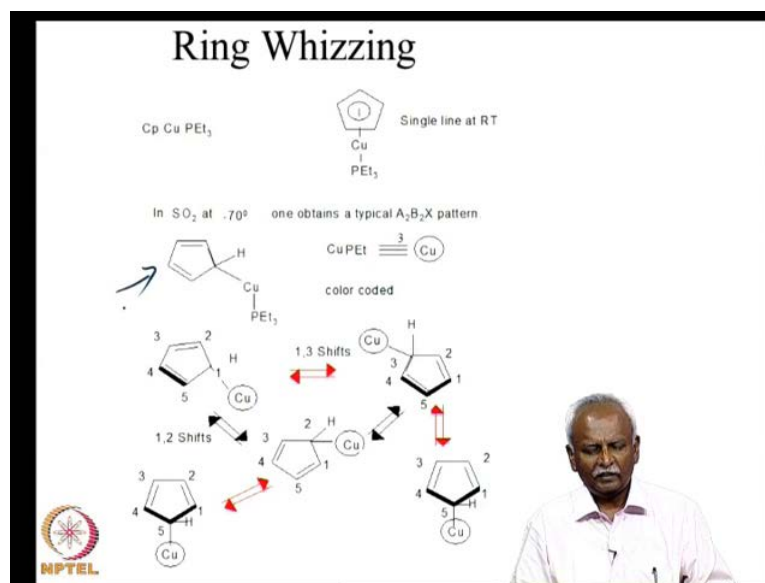 Ring Whizzing
Cp Cu PEt3
Single line at RT
Cu
PEt3
In SO2 at .70º one obtains a typical A2B2X pattern
H
Cu
PEt3
CuPEt 3 Cu
color coded
3 2
4 1 H
5 Cu
1,3 Shifts
Cu H
3 2
4 1
5
1,2 Shifts
2 H
3 Cu
4 1
5
3 2
4 1
5 H
Cu
3 2
4 1
5 H
Cu
NPTEL